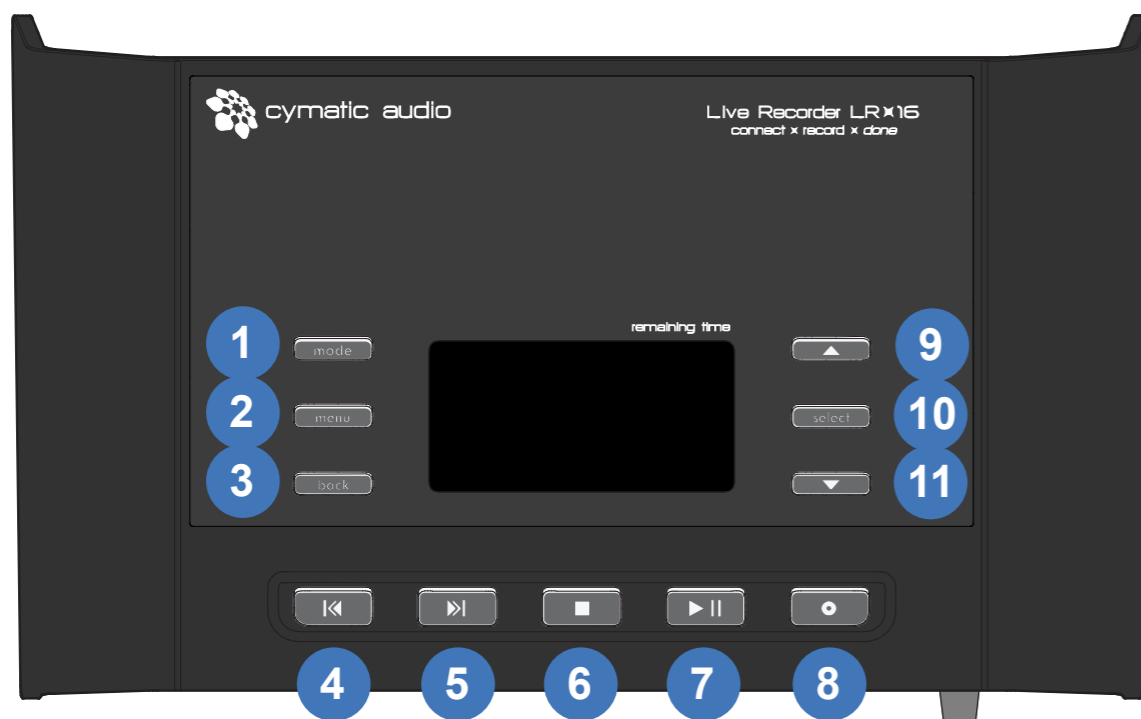 cymatic audio
Live Recorder LR×16
connect × record × done
remaining time
1
mode
9
2
menu
10
select
3
back
11
4
5
6
7
8